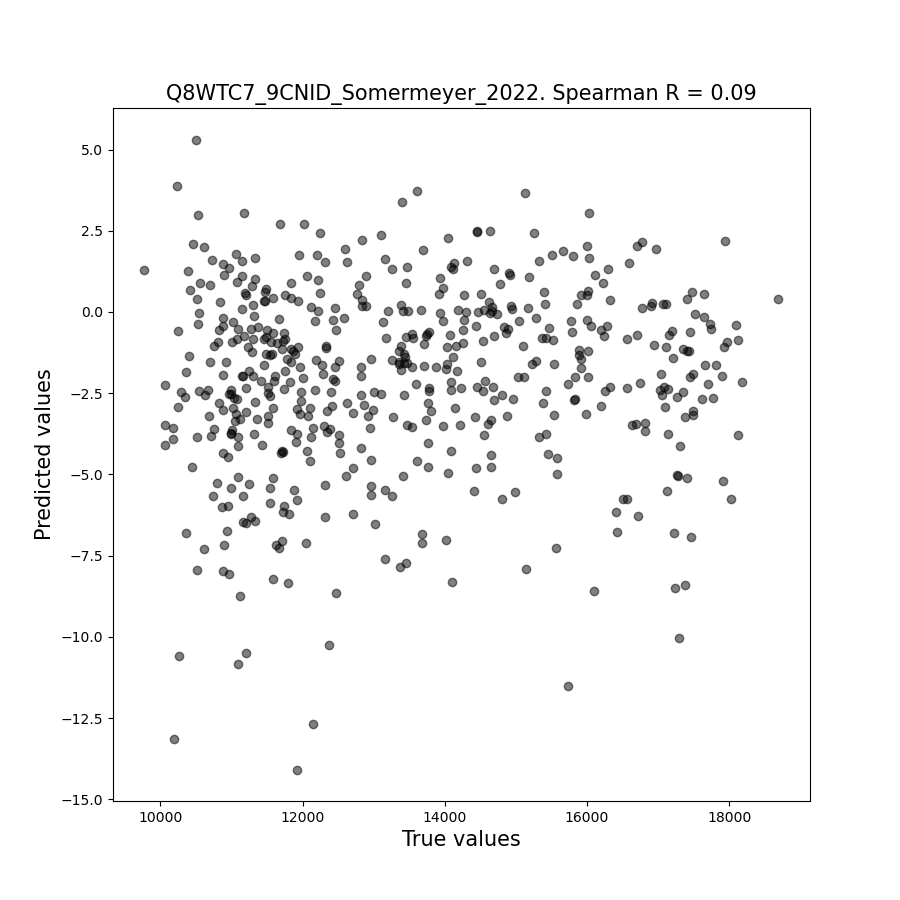 Q8WTC7_9CNID_Somermeyer_2022. Spearman R = 0.09
5.0
2.5
0.0
−2.5
−5.0
−7.5
−10.0
−12.5
−15.0
Predicted values
10000 12000 14000 16000 18000
True values